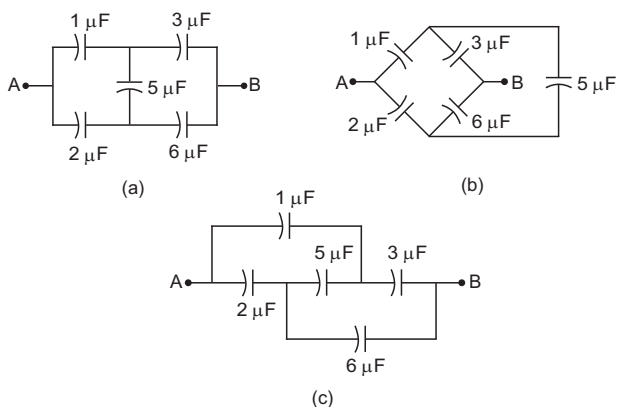 1 μF 3 μF
A 5 μF B
2 μF 6 μF
(a)
1 μF 3 μF
A B 5 μF
2 μF 6 μF
(b)
1 μF
5 μF 3 μF
A B
2 μF
6 μF
(c)